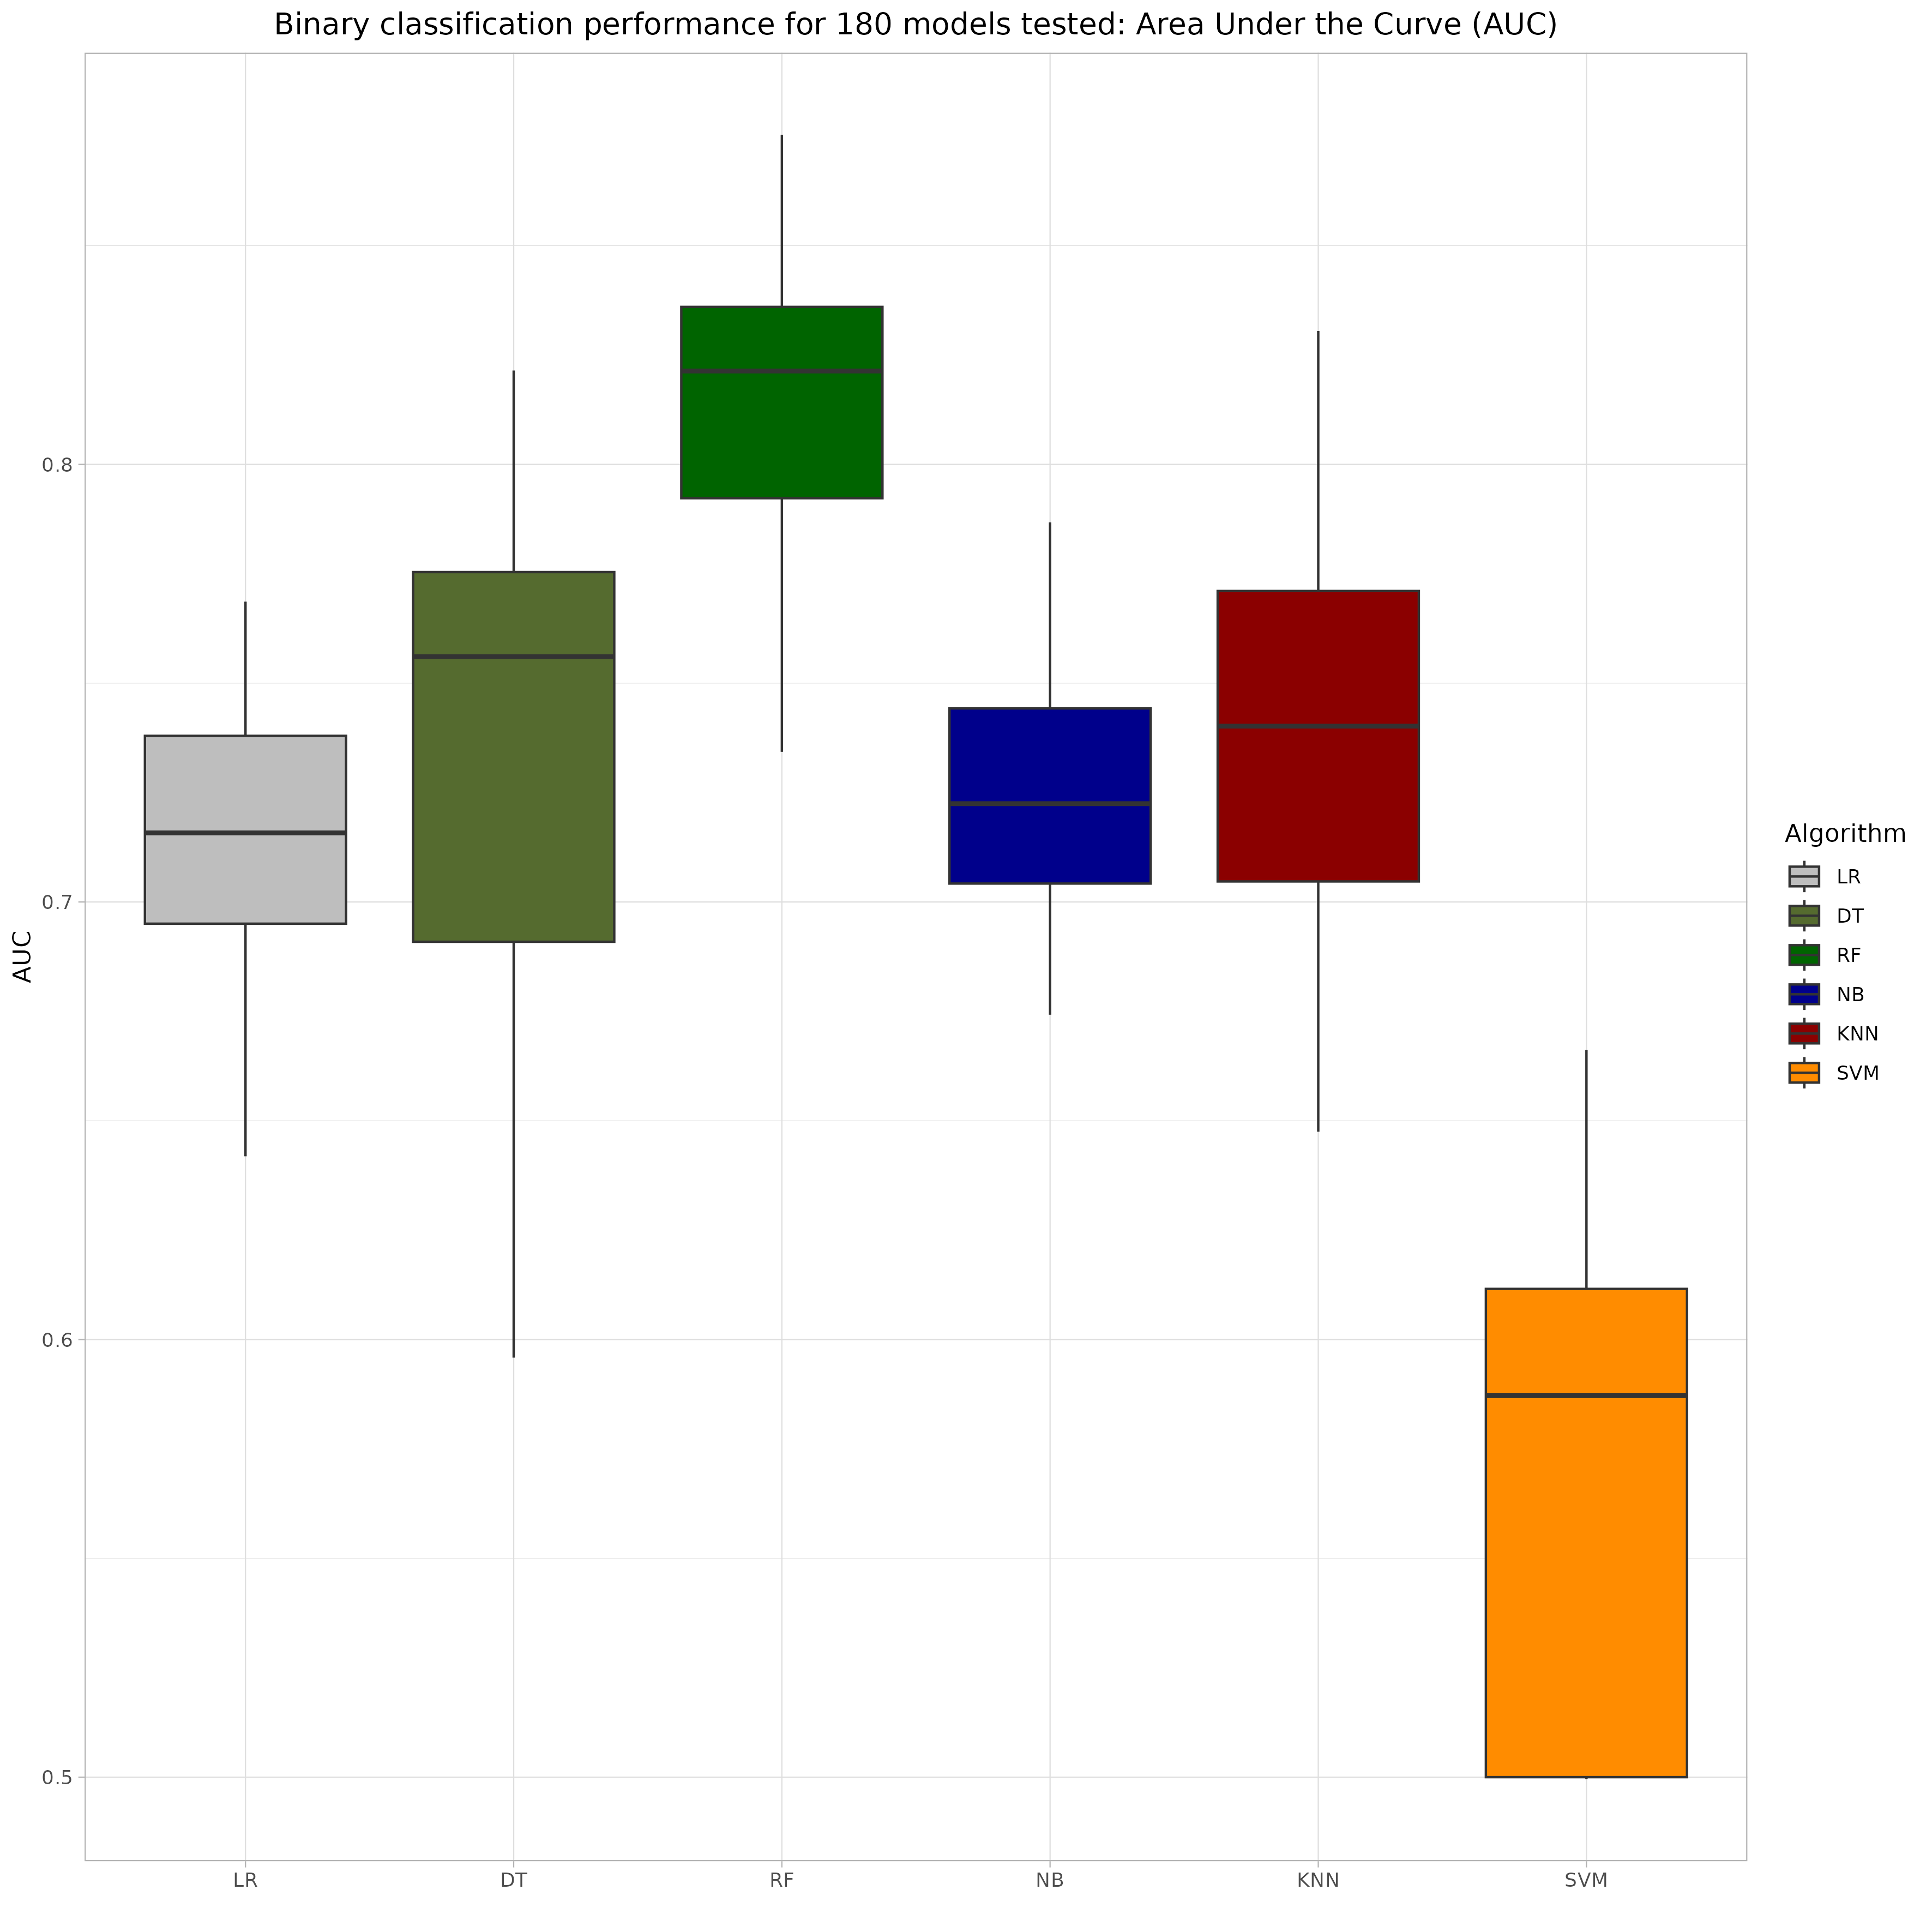 Binary classification performance for 180 models tested: Area Under the Curve (AUC)
AUC
0.8
0.7
0.6
0.5
LR
DT
RF
NB
KNN
SVM
Algorithm
LR
DT
RF
NB
KNN
SVM